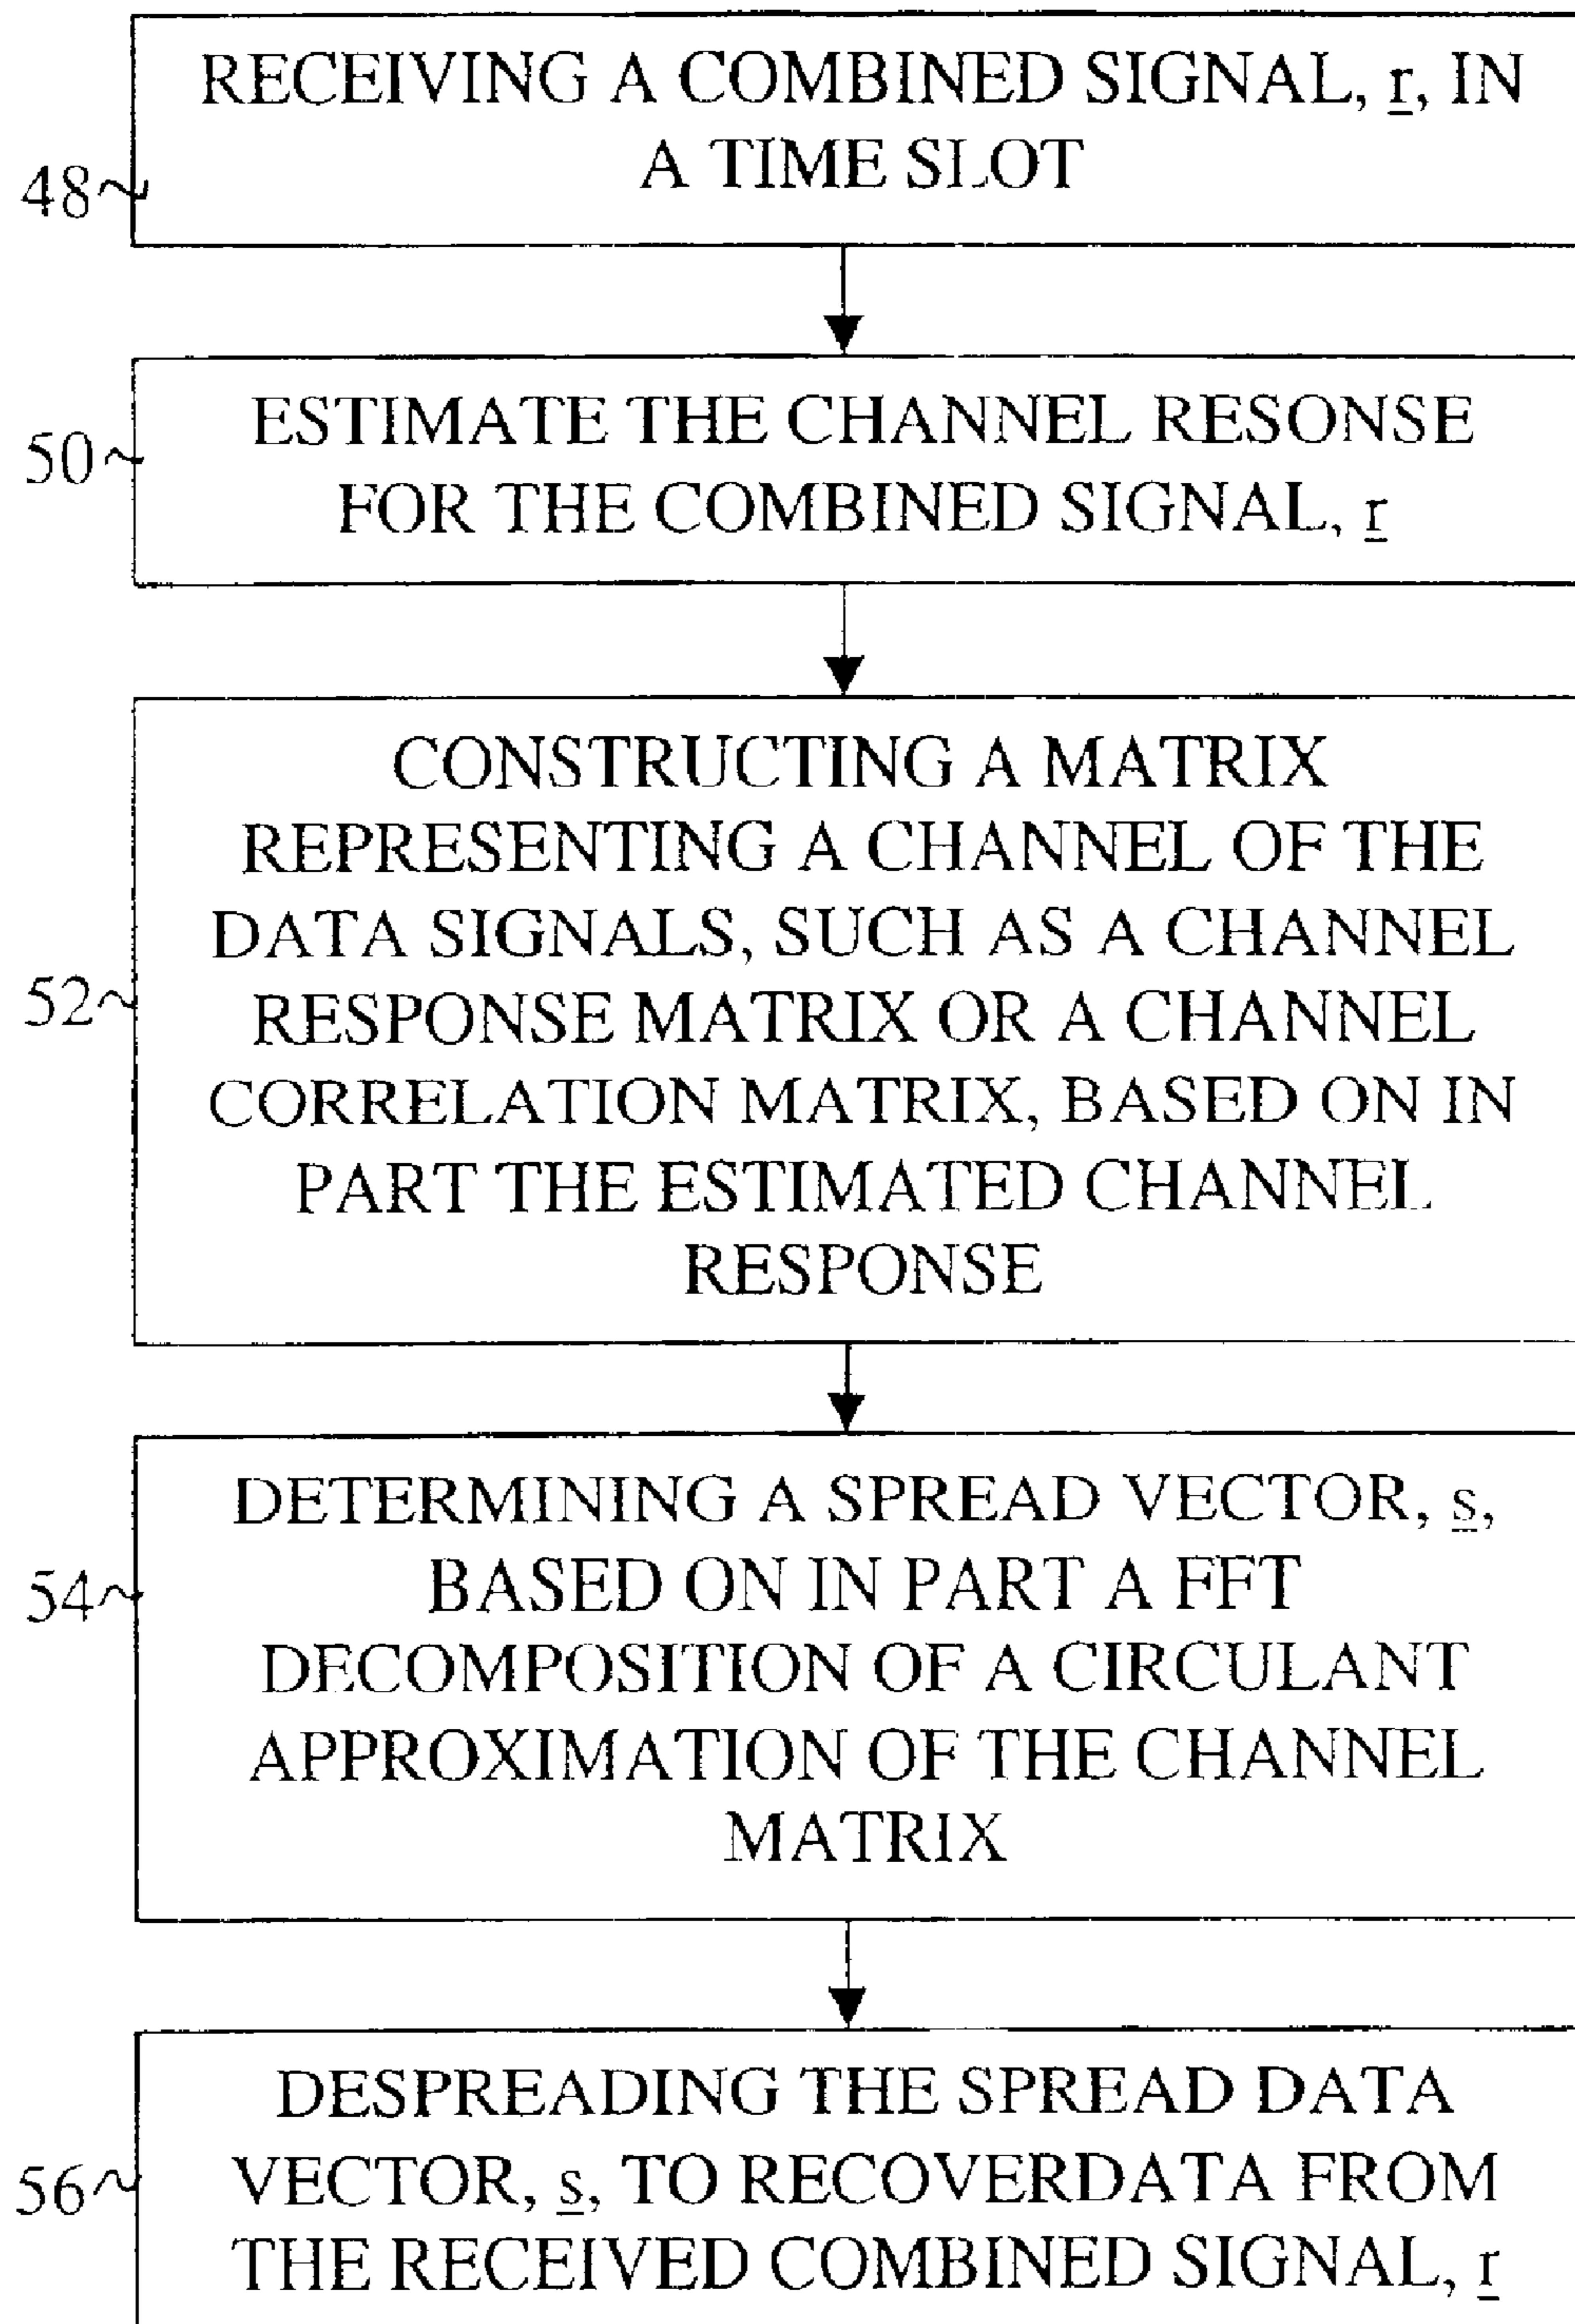 RECEIVING A COMBINED SIGNAL, r, IN
A TIME SLOT
48~
ESTIMATE THE CHANNEL RESONSE
50~
FOR THE COMBINED SIGNAL, r
CONSTRUCTING A MATRIX
REPRESENTING A CHANNEL OF THE
DATA SIGNALS, SUCH AS A CHANNEL
52~
RESPONSE MATRIX OR A CHANNEL
CORRELATION MATRIX, BASED ON IN
PART THE ESTIMATED CHANNEL
RESPONSE
DETERMINING A SPREAD VECTOR, s,
BASED ON IN PART A FFT
54~
DECOMPOSITION OF A CIRCULANT
APPROXIMATION OF THE CHANNEL
MATRIX
DESPREADING THE SPREAD DATA
56~
VECTOR, s, TO RECOVERDATA FROM
THE RECEIVED COMBINED SIGNAL, r